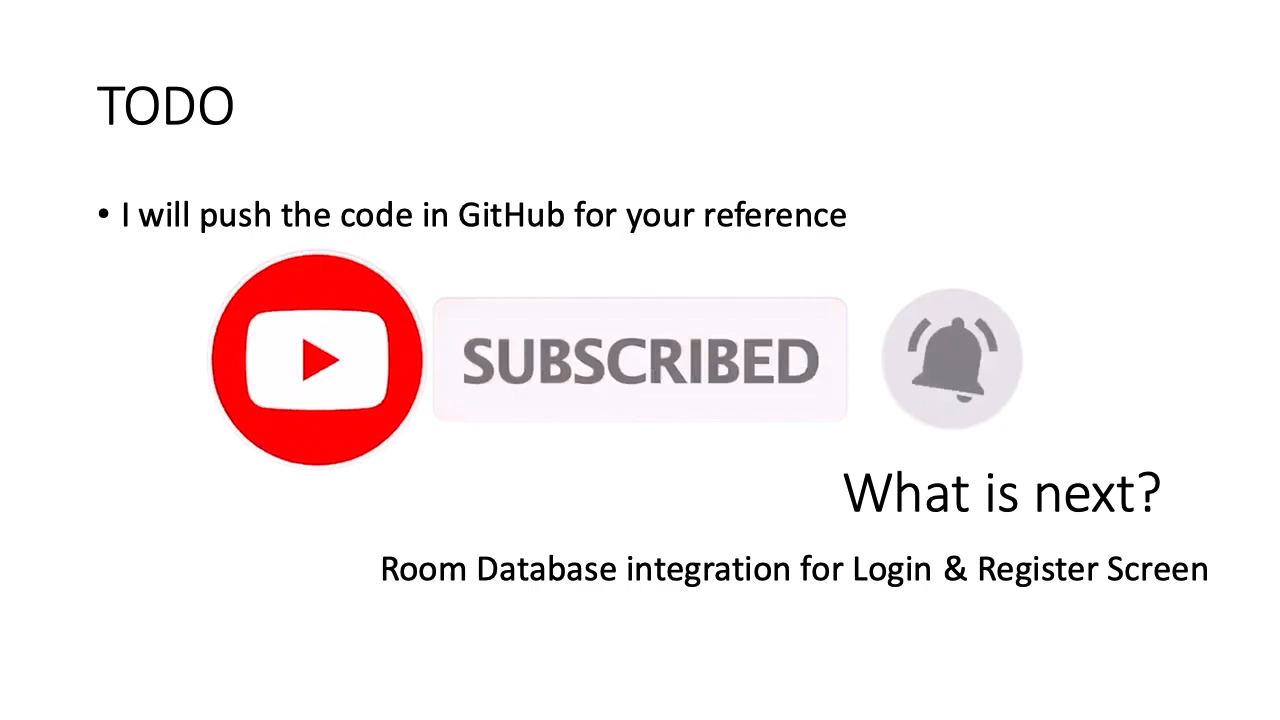 TODO
• I will push the code in GitHub for your reference
SUBSCRIBED
What is next?
Room Database integration for Login & Register Screen